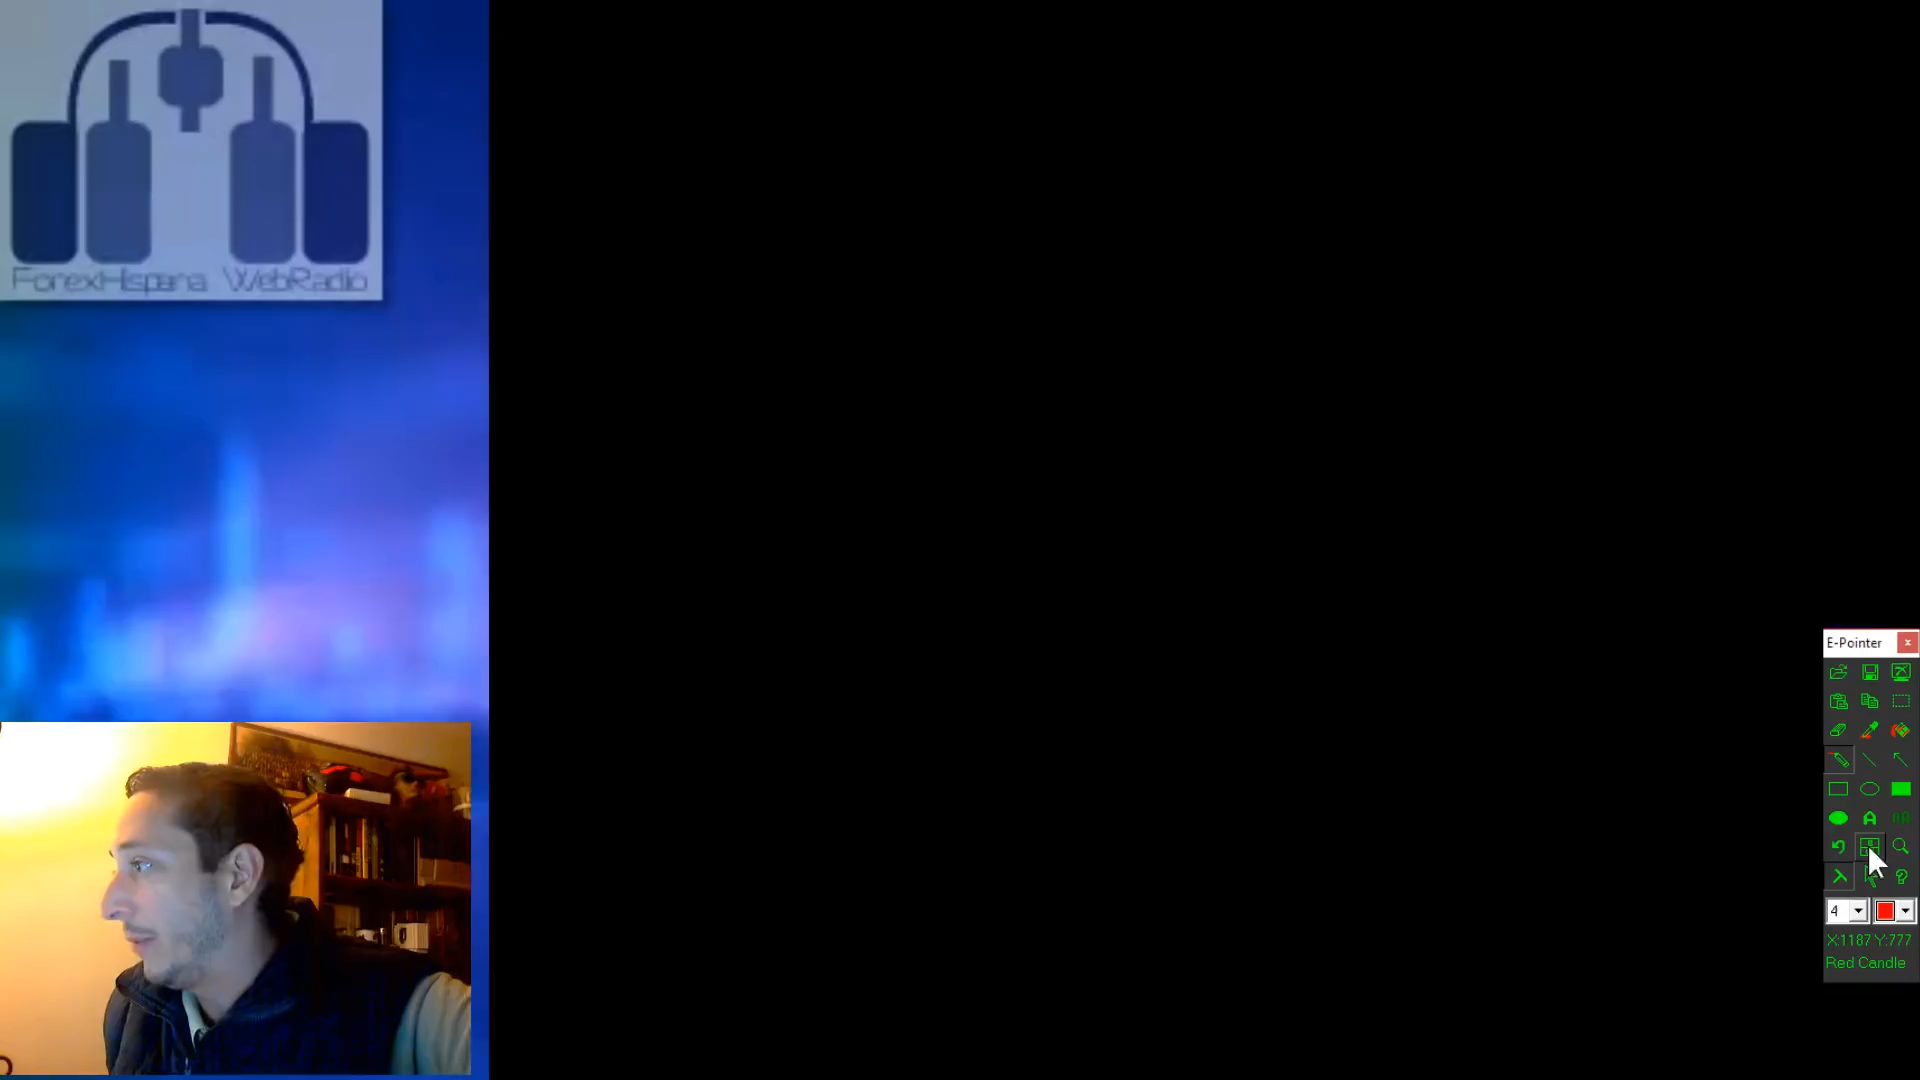 ForexHispana WebRadio
E-Pointer
4
X:1187 Y:777
Red Candle